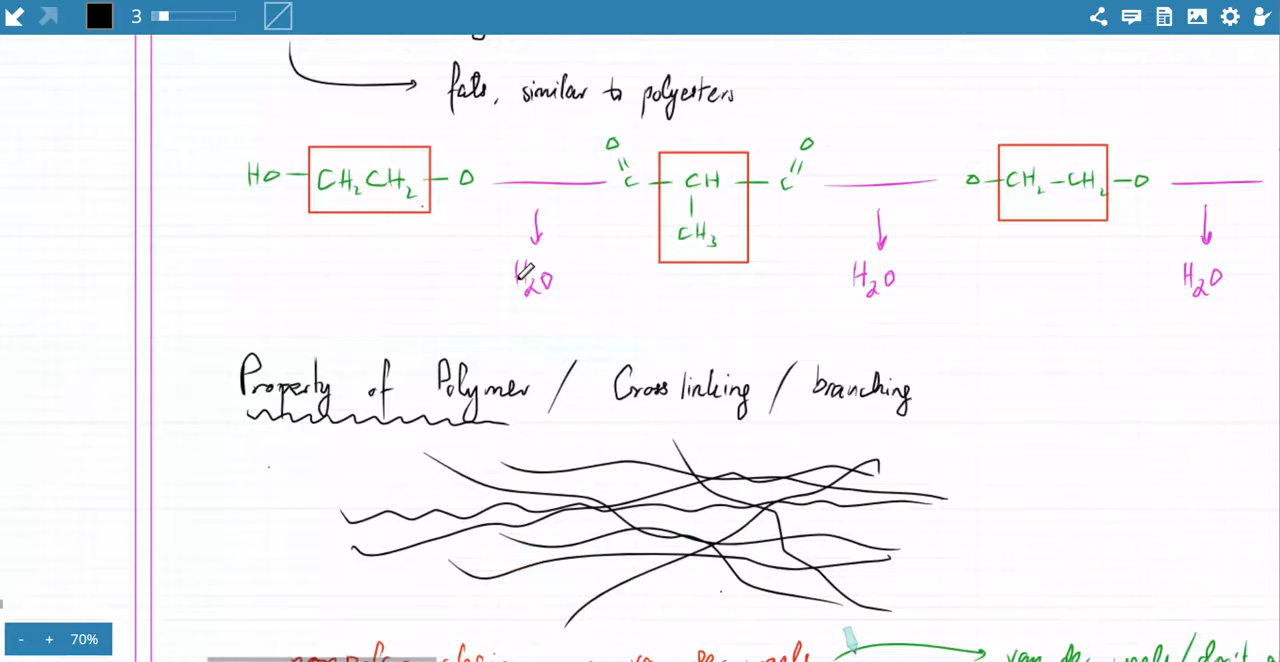 3
fats, similar to polyesters
O O
HO – CH2CH2 – O C – CH – C O – CH2 – CH2 – O
CH3
H2O H2O H2O
Property of Polymer / Cross linking / branching
- + 70%